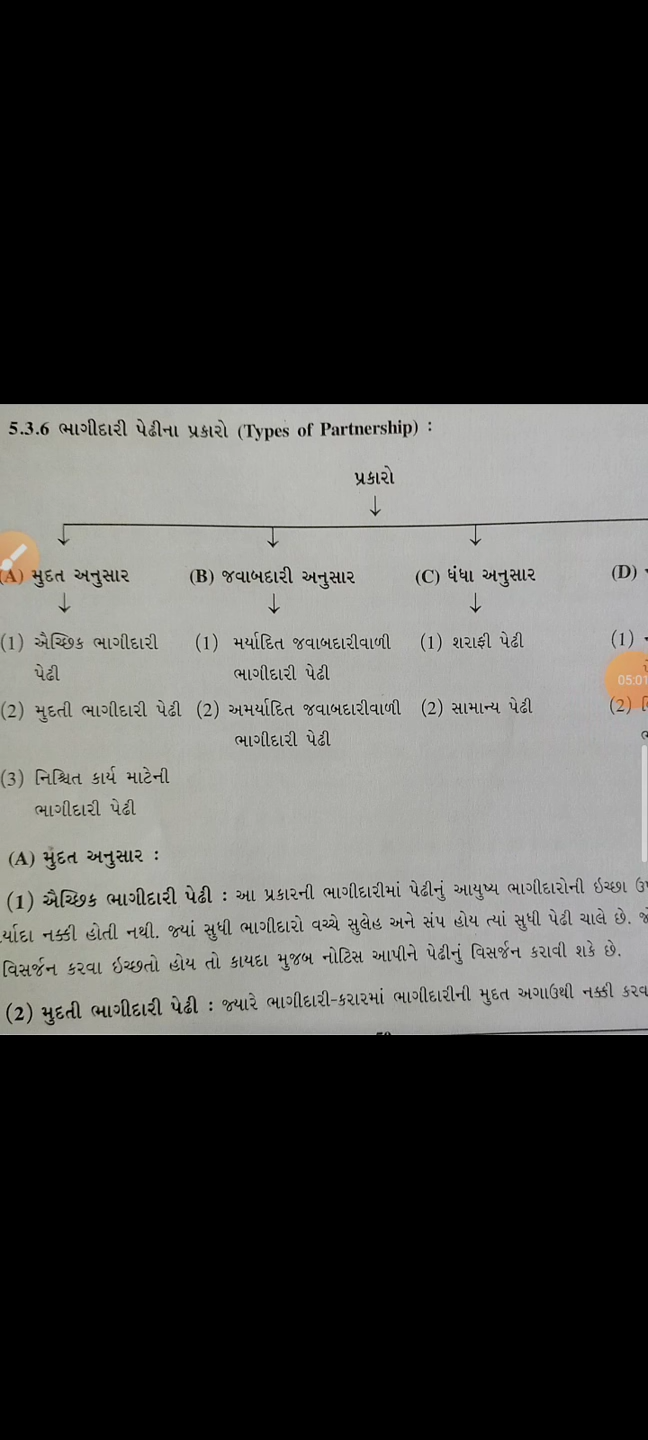 5.3.6 ભાગીદારી પેઢીના પ્રકારો (Types of Partnership) :
પ્રકારો
(A) મુદત અનુસાર (B) જવાબદારી અનુસાર (C) ધંધા અનુસાર (D)
(1) ઐચ્છિક ભાગીદારી (1) મર્યાદિત જવાબદારીવાળી (1) શરાફી પેઢી (1)
પેઢી ભાગીદારી પેઢી
05:01
(2) મુદતી ભાગીદારી પેઢી (2) અમર્યાદિત જવાબદારીવાળી (2) સામાન્ય પેઢી (2)
ભાગીદારી પેઢી
(3) નિશ્ચિત કાર્ય માટેની
ભાગીદારી પેઢી
(A) મુદત અનુસાર :
(1) ઐચ્છિક ભાગીદારી પેઢી : આ પ્રકારની ભાગીદારીમાં પેઢીનું આયુષ્ય ભાગીદારોની ઇચ્છા
ર્યાદા નક્કી હોતી નથી. જ્યાં સુધી ભાગીદારો વચ્ચે સુલેહ અને સંપ હોય ત્યાં સુધી પેઢી ચાલે છે.
વિસર્જન કરવા ઇચ્છતો હોય તો કાયદા મુજબ નોટિસ આપીને પેઢીનું વિસર્જન કરાવી શકે છે.
(2) મુદતી ભાગીદારી પેઢી : જ્યારે ભાગીદારી-કરારમાં ભાગીદારીની મુદત અગાઉથી નક્કી કરવ